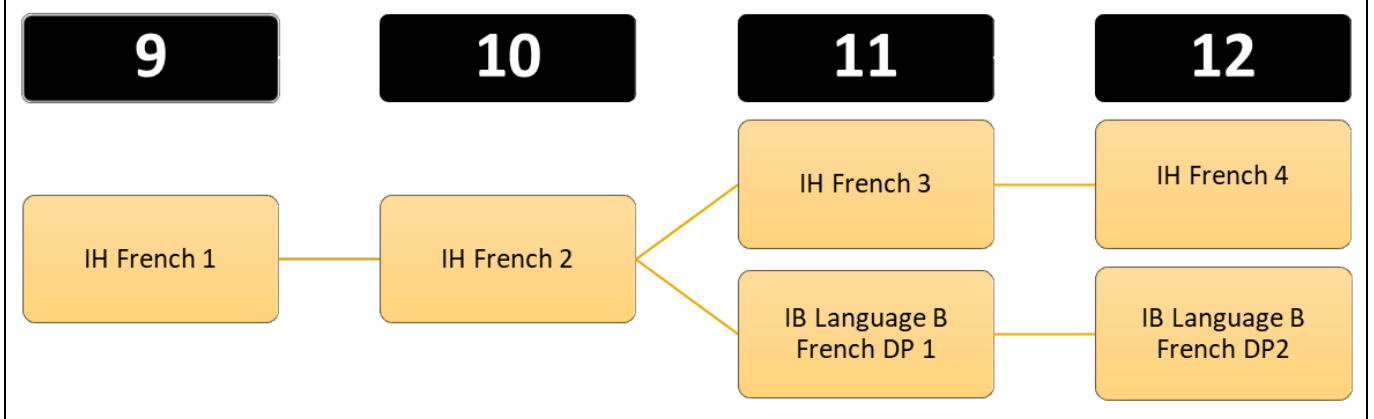 9
10
11
12
IH French 1
IH French 2
IH French 3
IH French 4
IB Language B
French DP 1
IB Language B
French DP2